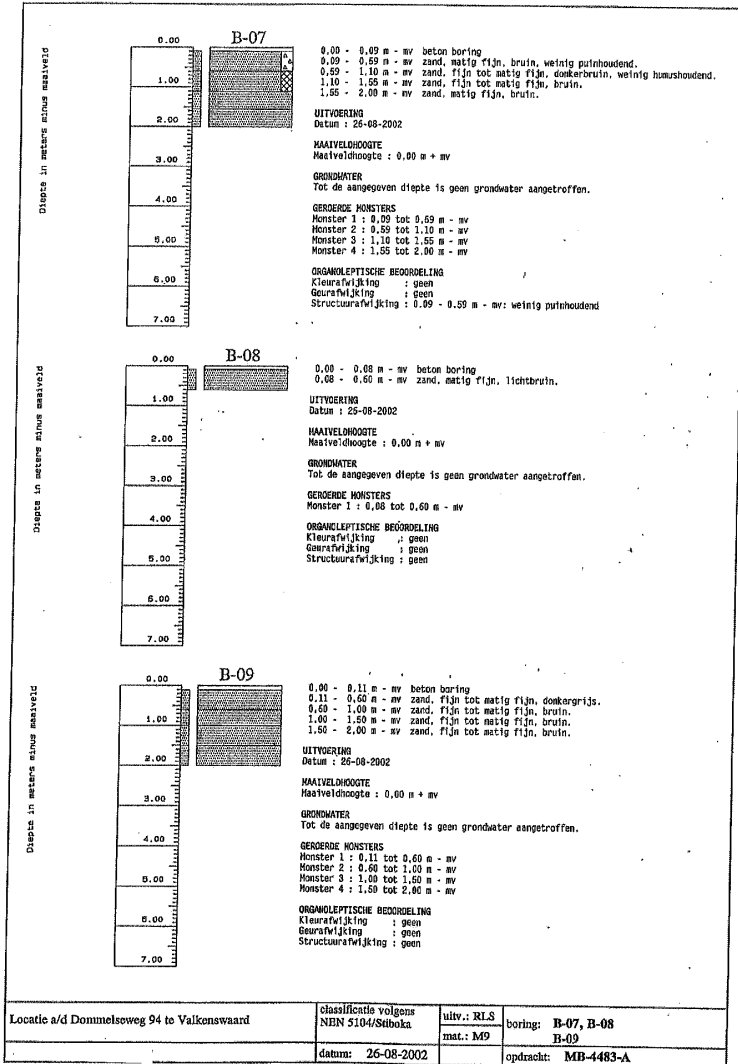 B-07
Diepte in meters minus maaiveld
0.00
1.00
2.00
3.00
4.00
5.00
6.00
7.00
0,00 - 0,09 m - mv beton boring
0,09 - 0,59 m - mv zand, matig fijn, bruin, weinig puinhoudend.
0,59 - 1,10 m - mv zand, fijn tot matig fijn, donkerbruin, weinig humushoudend.
1,10 - 1,55 m - mv zand, fijn tot matig fijn, bruin.
1,55 - 2,00 m - mv zand, matig fijn, bruin.
UITVOERING
Datum : 26-08-2002
MAAIVELDHOOGTE
Maaiveldhoogte : 0,00 m + mv
GRONDWATER
Tot de aangegeven diepte is geen grondwater aangetroffen.
GEROERDE MONSTERS
Monster 1 : 0,09 tot 0,59 m - mv
Monster 2 : 0,59 tot 1,10 m - mv
Monster 3 : 1,10 tot 1,55 m - mv
Monster 4 : 1,55 tot 2,00 m - mv
ORGANOLEPTISCHE BEOORDELING
Kleurafwijking : geen
Geurafwijking : geen
Structuurafwijking : 0.09 - 0.59 m - mv: weinig puinhoudend
B-08
Diepte in meters minus maaiveld
0.00
1.00
2.00
3.00
4.00
5.00
6.00
7.00
0,00 - 0,08 m - mv beton boring
0,08 - 0,60 m - mv zand, matig fijn, lichtbruin.
UITVOERING
Datum : 26-08-2002
MAAIVELDHOOGTE
Maaiveldhoogte : 0,00 m + mv
GRONDWATER
Tot de aangegeven diepte is geen grondwater aangetroffen.
GEROERDE MONSTERS
Monster 1 : 0,08 tot 0,60 m - mv
ORGANOLEPTISCHE BEOORDELING
Kleurafwijking : geen
Geurafwijking : geen
Structuurafwijking : geen
B-09
Diepte in meters minus maaiveld
0.00
1.00
2.00
3.00
4.00
5.00
6.00
7.00
0,00 - 0,11 m - mv beton boring
0,11 - 0,60 m - mv zand, fijn tot matig fijn, donkergrijs.
0,60 - 1,00 m - mv zand, fijn tot matig fijn, bruin.
1,00 - 1,50 m - mv zand, fijn tot matig fijn, bruin.
1,50 - 2,00 m - mv zand, fijn tot matig fijn, bruin.
UITVOERING
Datum : 26-08-2002
MAAIVELDHOOGTE
Maaiveldhoogte : 0,00 m + mv
GRONDWATER
Tot de aangegeven diepte is geen grondwater aangetroffen.
GEROERDE MONSTERS
Monster 1 : 0,11 tot 0,60 m - mv
Monster 2 : 0,60 tot 1,00 m - mv
Monster 3 : 1,00 tot 1,50 m - mv
Monster 4 : 1,50 tot 2,00 m - mv
ORGANOLEPTISCHE BEOORDELING
Kleurafwijking : geen
Geurafwijking : geen
Structuurafwijking : geen
Locatie a/d Dommelseweg 94 te Valkenswaard
classificatie volgens
NEN 5104/Stiboka
uitv.: RLS
mat.: M9
boring: B-07, B-08
B-09
datum: 26-08-2002
opdracht: MB-4483-A